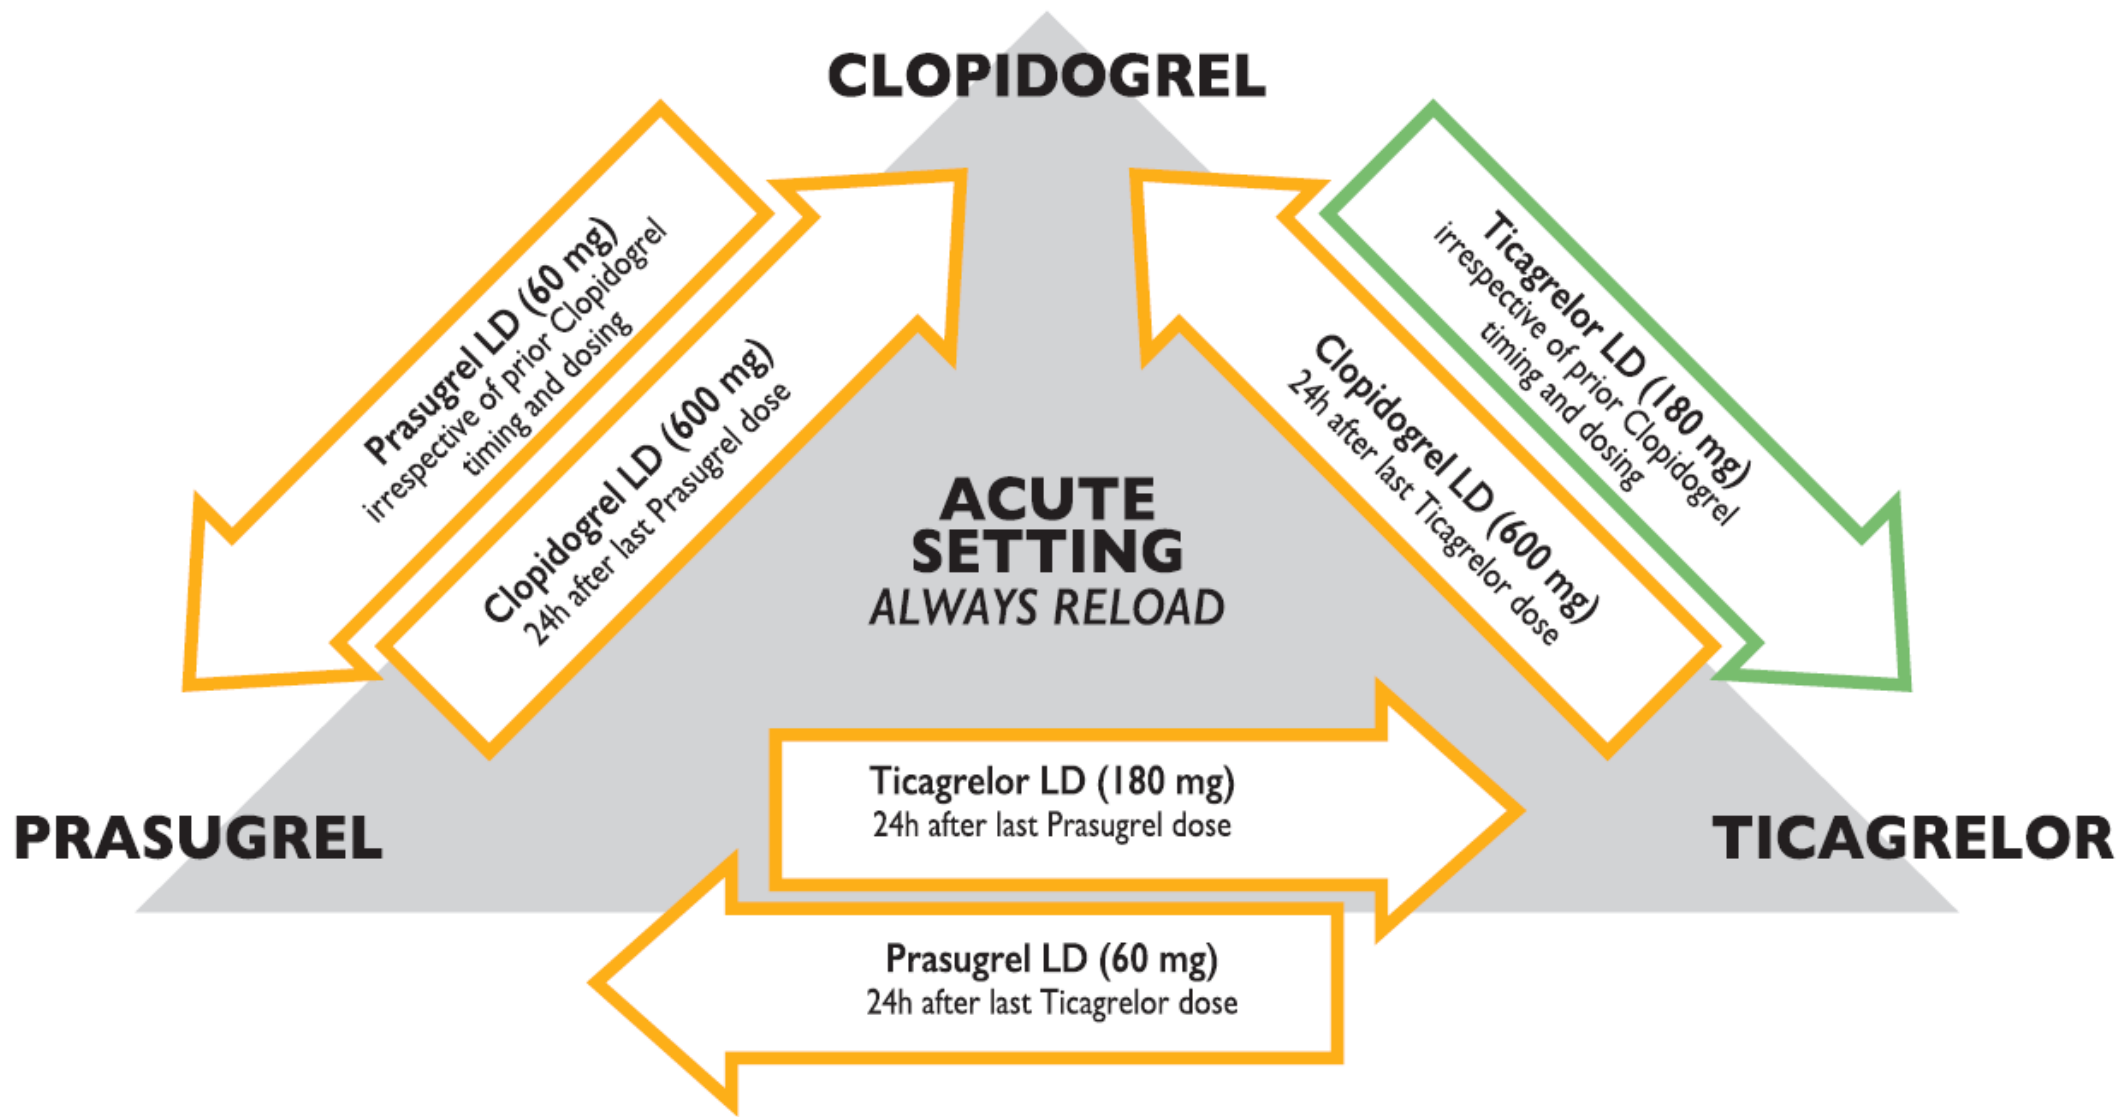 CLOPIDOGREL
Prasugrel LD (60 mg)
irrespective of prior Clopidogrel
timing and dosing
Clopidogrel LD (600 mg)
24h after last Prasugrel dose
Ticagrelor LD (180 mg)
irrespective of prior Clopidogrel
timing and dosing
Clopidogrel LD (600 mg)
24h after last Ticagrelor dose
ACUTE
SETTING
ALWAYS RELOAD
PRASUGREL
Ticagrelor LD (180 mg)
24h after last Prasugrel dose
TICAGRELOR
Prasugrel LD (60 mg)
24h after last Ticagrelor dose